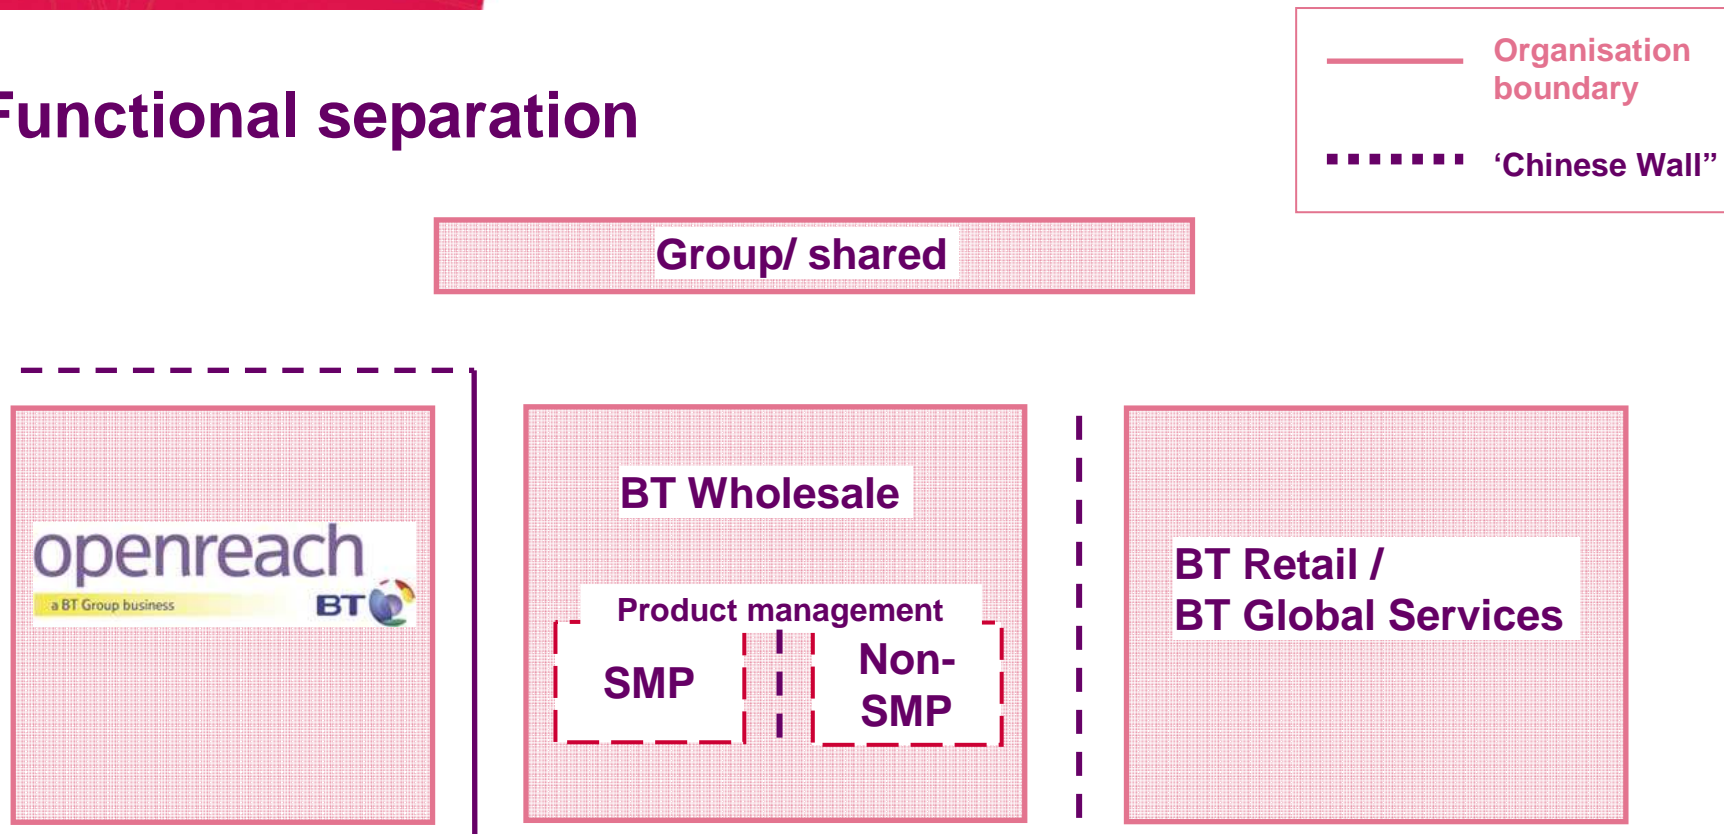 Functional separation
Organisation
boundary
‘Chinese Wall”
Group/ shared
openreach
a BT Group business
BT
BT Wholesale
Product management
SMP
Non-
SMP
BT Retail /
BT Global Services